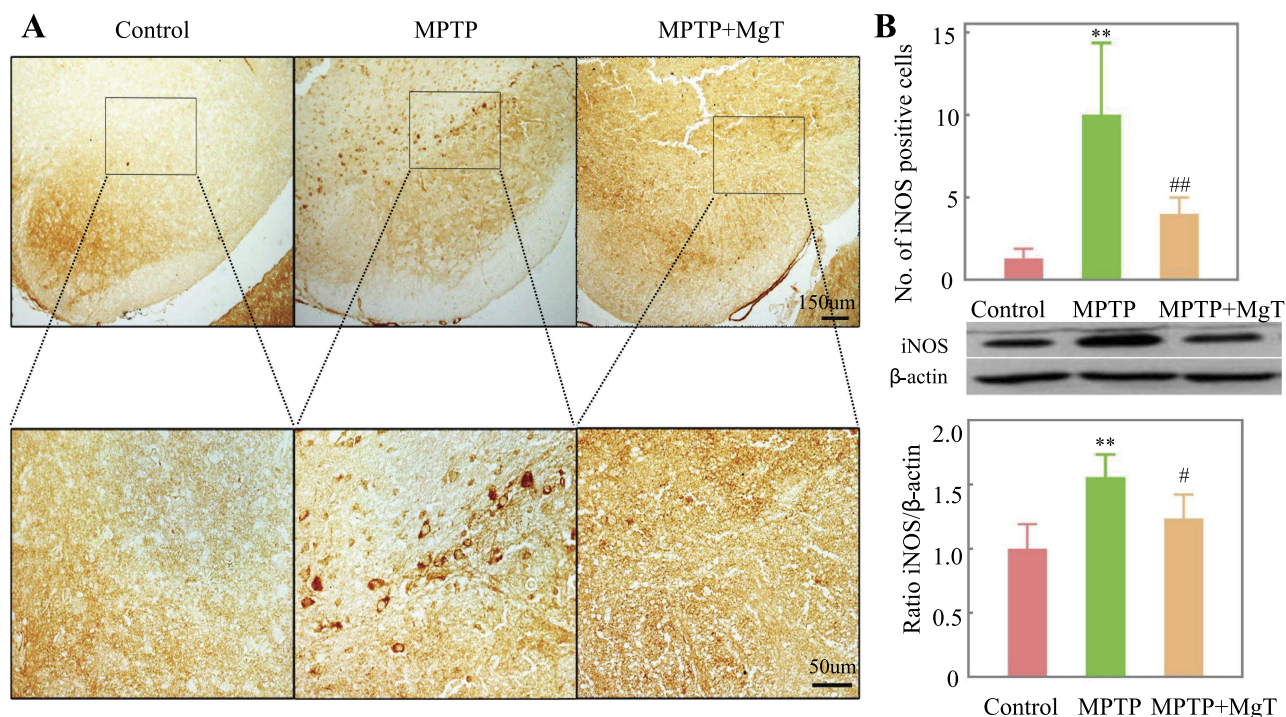 A
Control
MPTP
MPTP+MgT
150um
50um
B
No. of iNOS positive cells
15
10
5
0
**
##
Control
MPTP
MPTP+MgT
iNOS
β-actin
Ratio iNOS/β-actin
2.0
1.5
1.0
0.5
0
**
#
Control
MPTP
MPTP+MgT